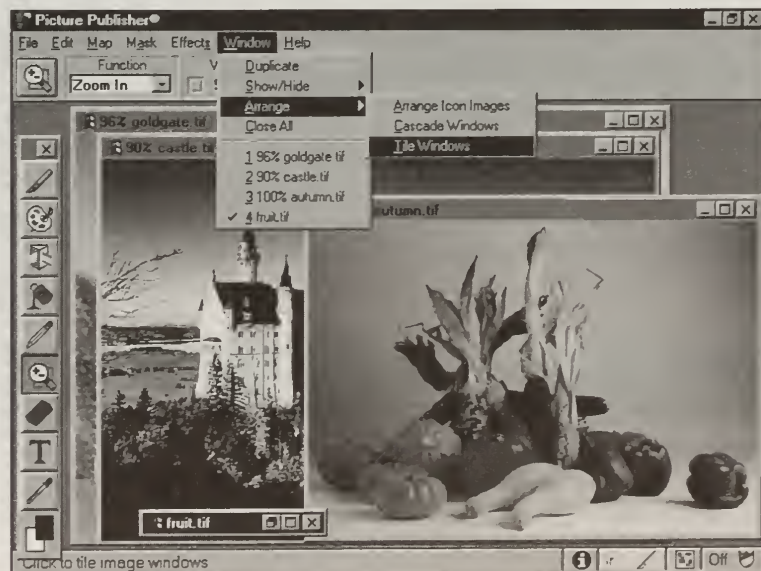 Picture Publisher®
File Edit Map Mask Effects Window Help
Function
Zoom In
Duplicate
Show/Hide
Arrange
Close All
1 96% goldgate.tif
2 90% castle.tif
3 100% autumn.tif
✓ 4 fruit.tif
Arrange Icon Images
Cascade Windows
Tile Windows
96% goldgate.tif
90% castle.tif
autumn.tif
T
fruit.tif
Click to tile image windows
Off